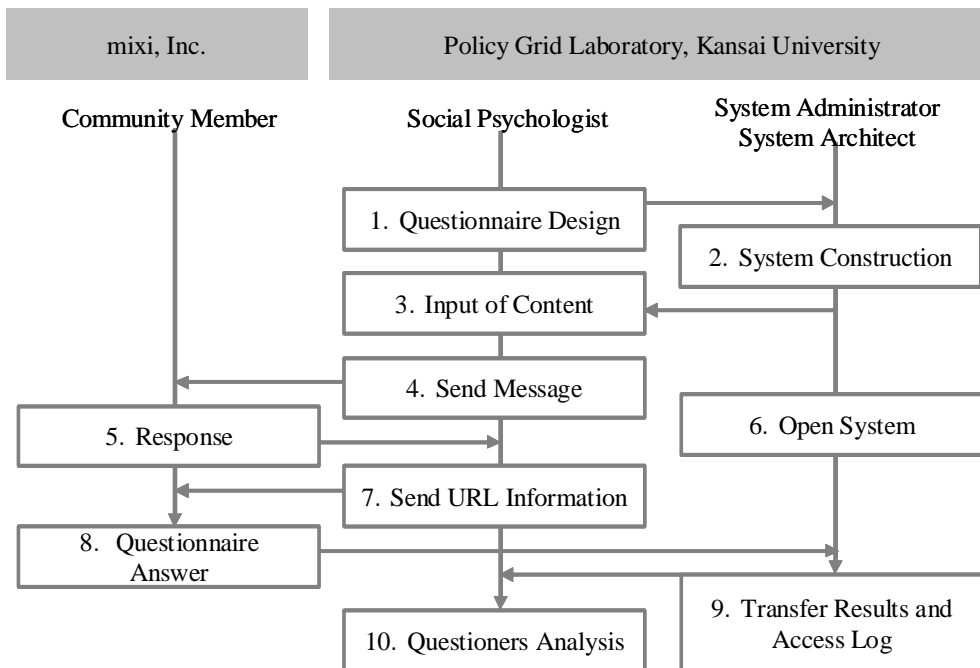 mixi, Inc.
Policy Grid Laboratory, Kansai University
Community Member
Social Psychologist
System Administrator
System Architect
1. Questionnaire Design
2. System Construction
3. Input of Content
4. Send Message
5. Response
6. Open System
7. Send URL Information
8. Questionnaire
Answer
9. Transfer Results and
Access Log
10. Questioners Analysis